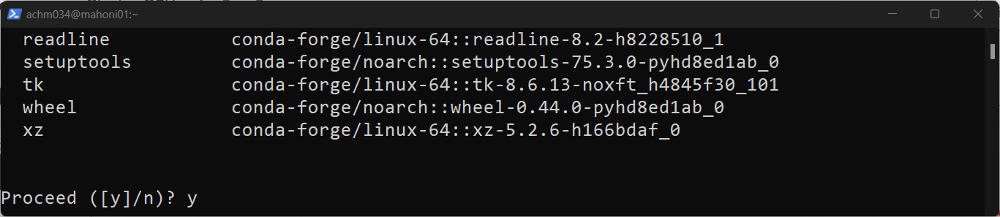 achm034@mahoni01:~
readline conda-forge/linux-64::readline-8.2-h8228510_1
setuptools conda-forge/noarch::setuptools-75.3.0-pyhd8ed1ab_0
tk conda-forge/linux-64::tk-8.6.13-noxft_h4845f30_101
wheel conda-forge/noarch::wheel-0.44.0-pyhd8ed1ab_0
xz conda-forge/linux-64::xz-5.2.6-h166bdaf_0
Proceed ([y]/n)? y